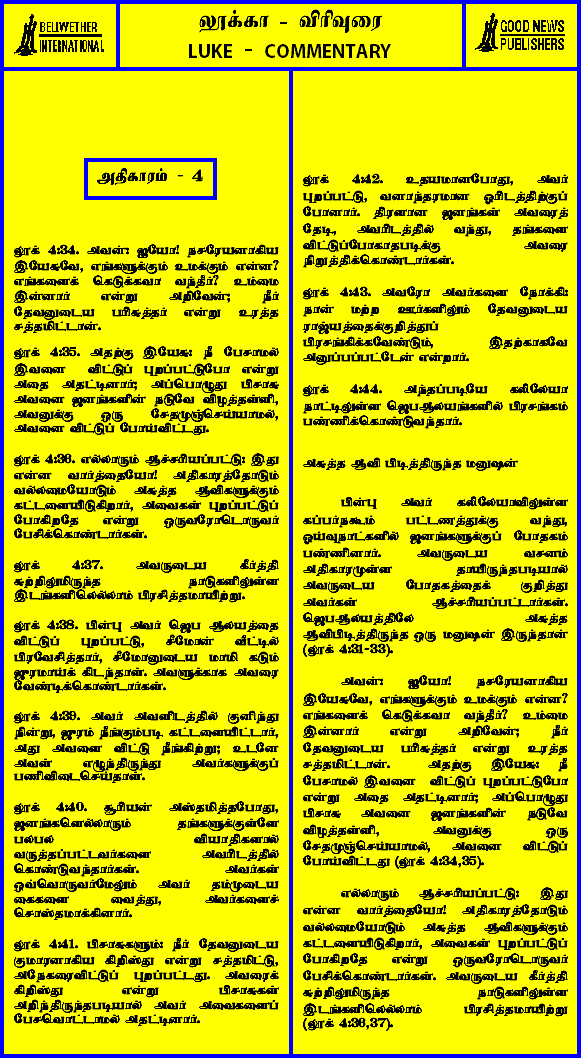 BELLWETHER
INTERNATIONAL
லூக்கா - விரிவுரை
LUKE - COMMENTARY
GOOD NEWS
PUBLISHERS
அதிகாரம் - 4
லூக் 4:34. அவன்: ஐயோ! நசரேயனாகிய
இயேசுவே, எங்களுக்கும் உமக்கும் என்ன?
எங்களைக் கெடுக்கவா வந்தீர்? உம்மை
இன்னார் என்று அறிவேன்; நீர்
தேவனுடைய பரிசுத்தர் என்று உரத்த
சத்தமிட்டான்.
லூக் 4:35. அதற்கு இயேசு: நீ பேசாமல்
இவனை விட்டுப் புறப்பட்டுபோ என்று
அதை அதட்டினார்; அப்பொழுது பிசாசு
அவனை ஜனங்களின் நடுவே விழத்தள்ளி,
அவனுக்கு ஒரு சேதமுஞ்செய்யாமல்,
அவனை விட்டுப் போய்விட்டது.
லூக் 4:36. எல்லாரும் ஆச்சரியப்பட்டு: இது
என்ன வார்த்தையோ! அதிகாரத்தோடும்
வல்லமையோடும் அசுத்த ஆவிகளுக்கும்
கட்டளையிடுகிறார், அவைகள் புறப்பட்டுப்
போகிறதே என்று ஒருவரோடொருவர்
பேசிக்கொண்டார்கள்.
லூக் 4:37. அவருடைய கீர்த்தி
சுற்றிலுமிருந்த நாடுகளிலுள்ள
இடங்களிலெல்லாம் பிரசித்தமாயிற்று.
லூக் 4:38. பின்பு அவர் ஜெப ஆலயத்தை
விட்டுப் புறப்பட்டு, சீமோன் வீட்டில்
பிரவேசித்தார், சீமோனுடைய மாமி கடும்
ஜுரமாய்க் கிடந்தாள். அவளுக்காக அவரை
வேண்டிக்கொண்டார்கள்.
லூக் 4:39. அவர் அவளிடத்தில் குனிந்து
நின்று, ஜுரம் நீங்கும்படி கட்டளையிட்டார்,
அது அவளை விட்டு நீங்கிற்று; உடனே
அவள் எழுந்திருந்து அவர்களுக்குப்
பணிவிடைசெய்தாள்.
லூக் 4:40. சூரியன் அஸ்தமித்தபோது,
ஜனங்களெல்லாரும் தங்களுக்குள்ளே
பலபல வியாதிகளால்
வருத்தப்பட்டவர்களை அவரிடத்தில்
கொண்டுவந்தார்கள். அவர்கள்
ஒவ்வொருவர்மேலும் அவர் தம்முடைய
கைகளை வைத்து, அவர்களைச்
சொஸ்தமாக்கினார்.
லூக் 4:41. பிசாசுகளும்: நீர் தேவனுடைய
குமாரனாகிய கிறிஸ்து என்று சத்தமிட்டு,
அநேகரைவிட்டுப் புறப்பட்டது. அவரைக்
கிறிஸ்து என்று பிசாசுகள்
அறிந்திருந்தபடியால் அவர் அவைகளைப்
பேசவொட்டாமல் அதட்டினார்.
லூக் 4:42. உதயமானபோது, அவர்
புறப்பட்டு, வனாந்தரமான ஓரிடத்திற்குப்
போனார். திரளான ஜனங்கள் அவரைத்
தேடி, அவரிடத்தில் வந்து, தங்களை
விட்டுப்போகாதபடிக்கு அவரை
நிறுத்திக்கொண்டார்கள்.
லூக் 4:43. அவரோ அவர்களை நோக்கி:
நான் மற்ற ஊர்களிலும் தேவனுடைய
ராஜ்யத்தைக்குறித்துப்
பிரசங்கிக்கவேண்டும், இதற்காகவே
அனுப்பப்பட்டேன் என்றார்.
லூக் 4:44. அந்தப்படியே கலிலேயா
நாட்டிலுள்ள ஜெபஆலயங்களில் பிரசங்கம்
பண்ணிக்கொண்டுவந்தார்.
அசுத்த ஆவி பிடித்திருந்த மனுஷன்
பின்பு அவர் கலிலேயாவிலுள்ள
கப்பர்நகூம் பட்டணத்துக்கு வந்து,
ஓய்வுநாட்களில் ஜனங்களுக்குப் போதகம்
பண்ணினார். அவருடைய வசனம்
அதிகாரமுள்ள தாயிருந்தபடியால்
அவருடைய போதகத்தைக் குறித்து
அவர்கள் ஆச்சரியப்பட்டார்கள்.
ஜெபஆலயத்திலே அசுத்த
ஆவிபிடித்திருந்த ஒரு மனுஷன் இருந்தான்
(லூக் 4:31-33).
அவன்: ஐயோ! நசரேயனாகிய
இயேசுவே, எங்களுக்கும் உமக்கும் என்ன?
எங்களைக் கெடுக்கவா வந்தீர்? உம்மை
இன்னார் என்று அறிவேன்; நீர்
தேவனுடைய பரிசுத்தர் என்று உரத்த
சத்தமிட்டான். அதற்கு இயேசு: நீ
பேசாமல் இவனை விட்டுப் புறப்பட்டுபோ
என்று அதை அதட்டினார்; அப்பொழுது
பிசாசு அவனை ஜனங்களின் நடுவே
விழத்தள்ளி, அவனுக்கு ஒரு
சேதமுஞ்செய்யாமல், அவனை விட்டுப்
போய்விட்டது (லூக் 4:34,35).
எல்லாரும் ஆச்சரியப்பட்டு: இது
என்ன வார்த்தையோ! அதிகாரத்தோடும்
வல்லமையோடும் அசுத்த ஆவிகளுக்கும்
கட்டளையிடுகிறார், அவைகள் புறப்பட்டுப்
போகிறதே என்று ஒருவரோடொருவர்
பேசிக்கொண்டார்கள். அவருடைய கீர்த்தி
சுற்றிலுமிருந்த நாடுகளிலுள்ள
இடங்களிலெல்லாம் பிரசித்தமாயிற்று
(லூக் 4:36,37).